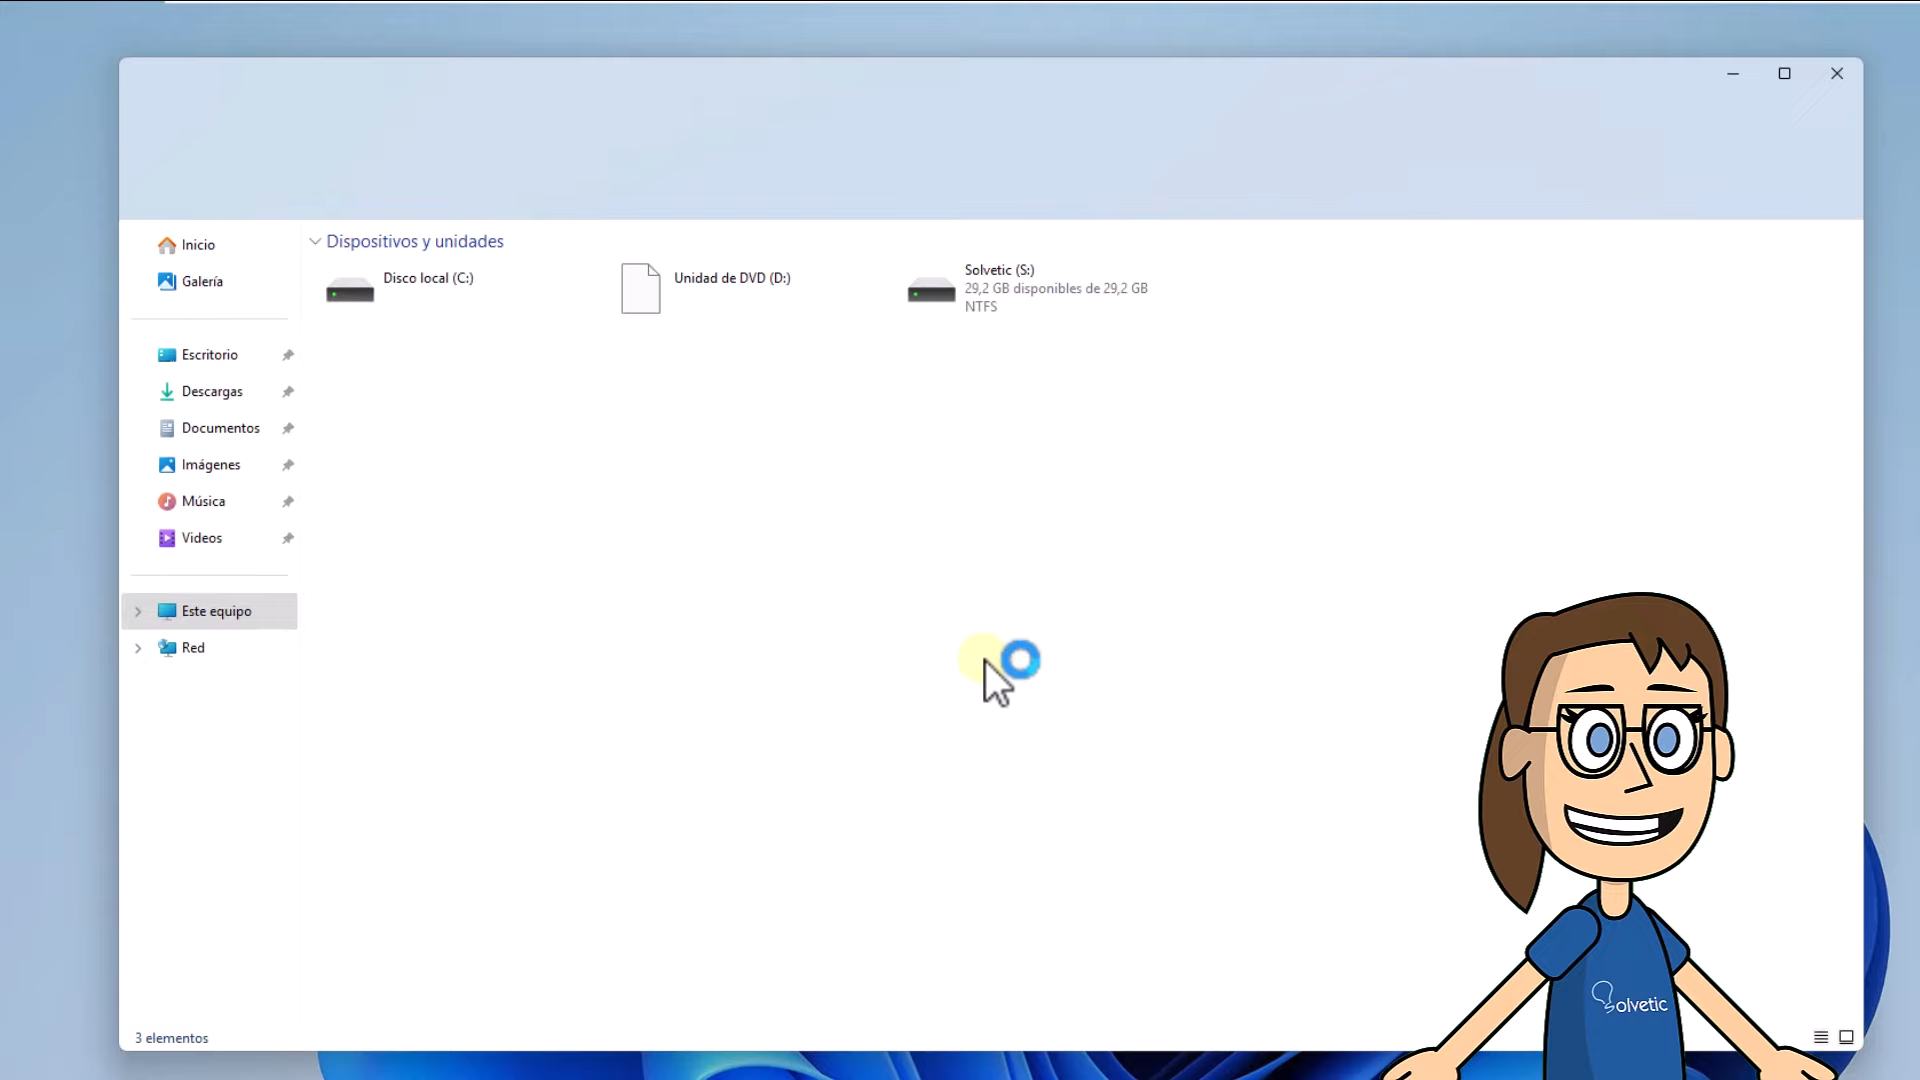 Inicio
Galería
Escritorio
Descargas
Documentos
Imágenes
Música
Videos
Este equipo
Red
Dispositivos y unidades
Disco local (C:)
Unidad de DVD (D:)
Solvetic (S:)
29,2 GB disponibles de 29,2 GB
NTFS
3 elementos
Solvetic